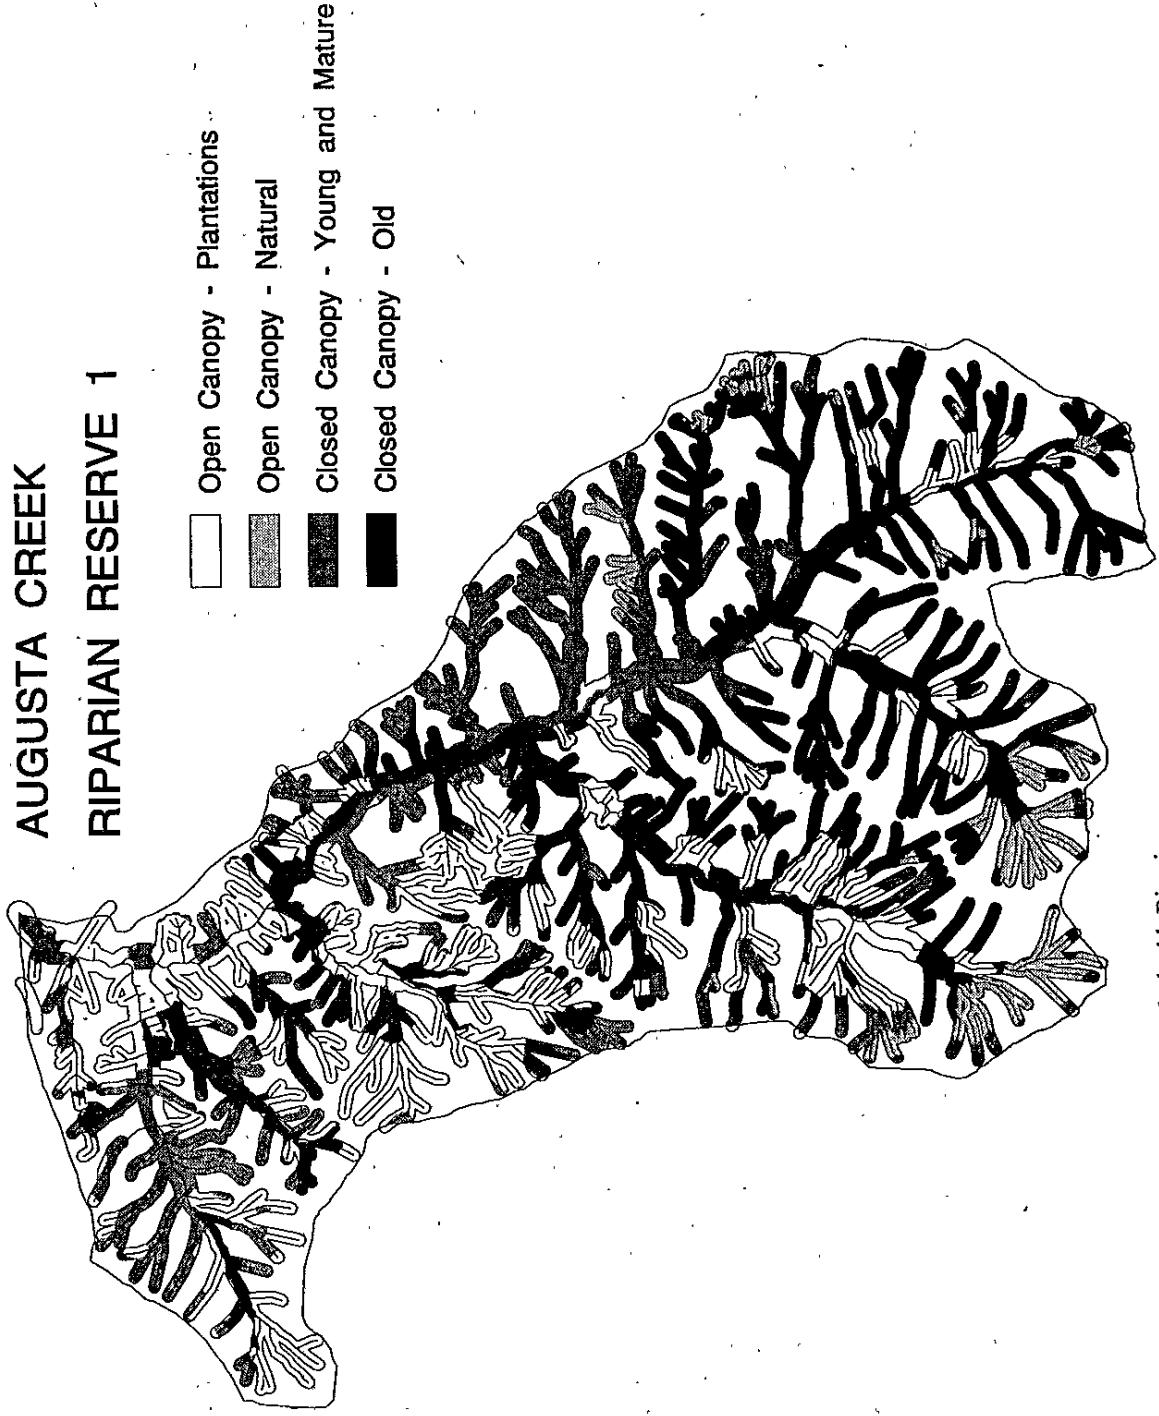 AUGUSTA CREEK
RIPARIAN RESERVE 1
Open Canopy - Plantations
Open Canopy - Natural
Closed Canopy - Young and Mature
Closed Canopy - Old